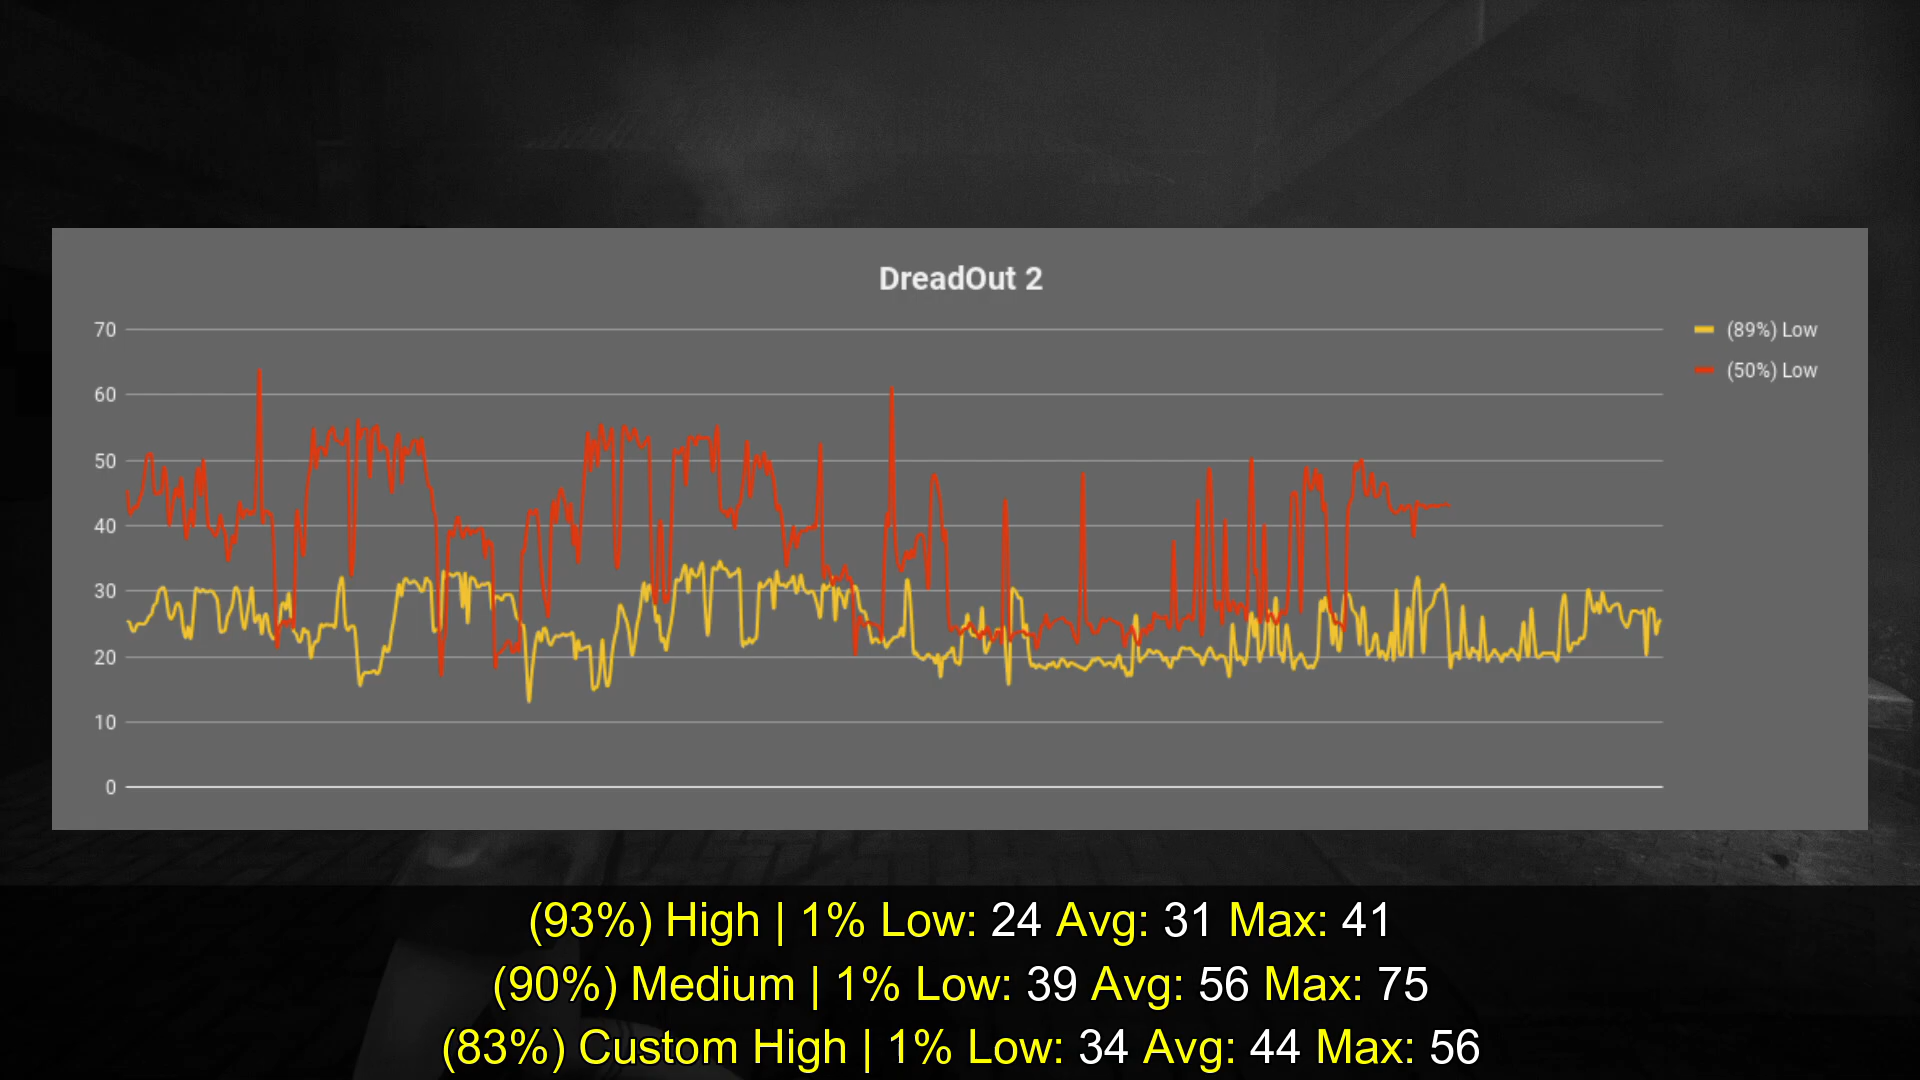 DreadOut 2
70
60
50
40
30
20
10
0
(89%) Low
(50%) Low
(93%) High | 1% Low: 24 Avg: 31 Max: 41
(90%) Medium | 1% Low: 39 Avg: 56 Max: 75
(83%) Custom High | 1% Low: 34 Avg: 44 Max: 56